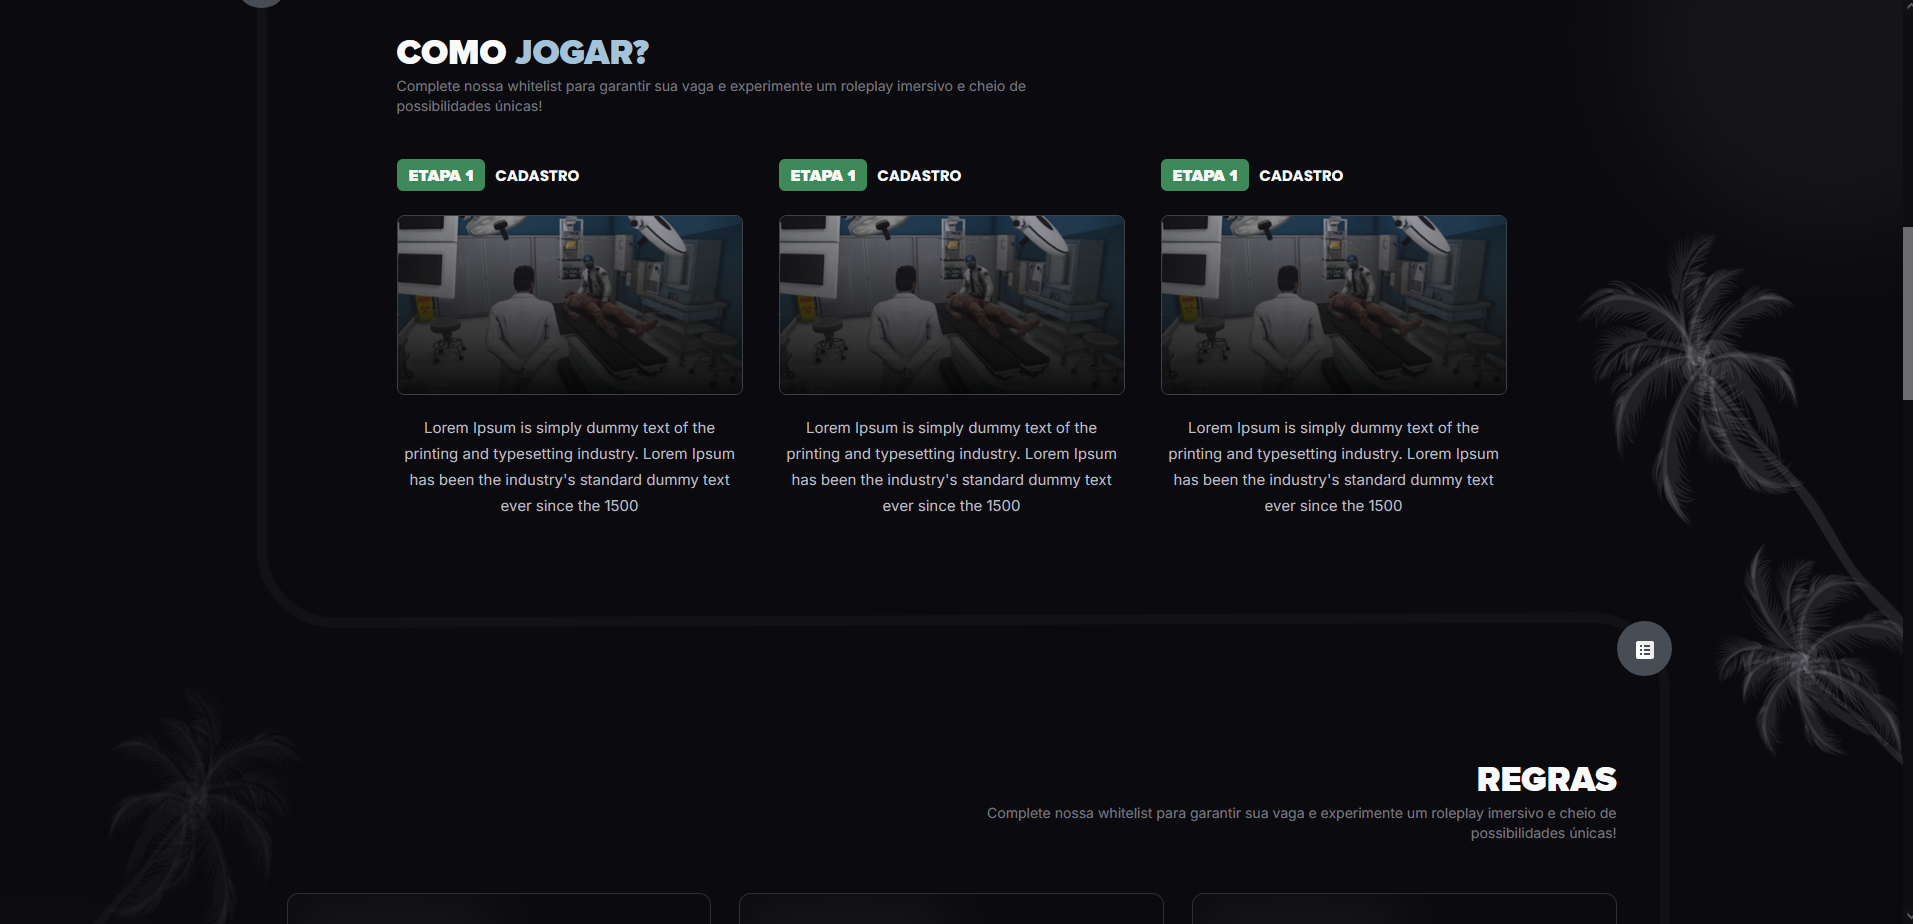 COMO JOGAR?
Complete nossa whitelist para garantir sua vaga e experimente um roleplay imersivo e cheio de
possibilidades únicas!
ETAPA 1 CADASTRO
Lorem Ipsum is simply dummy text of the
printing and typesetting industry. Lorem Ipsum
has been the industry's standard dummy text
ever since the 1500
ETAPA 1 CADASTRO
Lorem Ipsum is simply dummy text of the
printing and typesetting industry. Lorem Ipsum
has been the industry's standard dummy text
ever since the 1500
ETAPA 1 CADASTRO
Lorem Ipsum is simply dummy text of the
printing and typesetting industry. Lorem Ipsum
has been the industry's standard dummy text
ever since the 1500
REGRAS
Complete nossa whitelist para garantir sua vaga e experimente um roleplay imersivo e cheio de
possibilidades únicas!